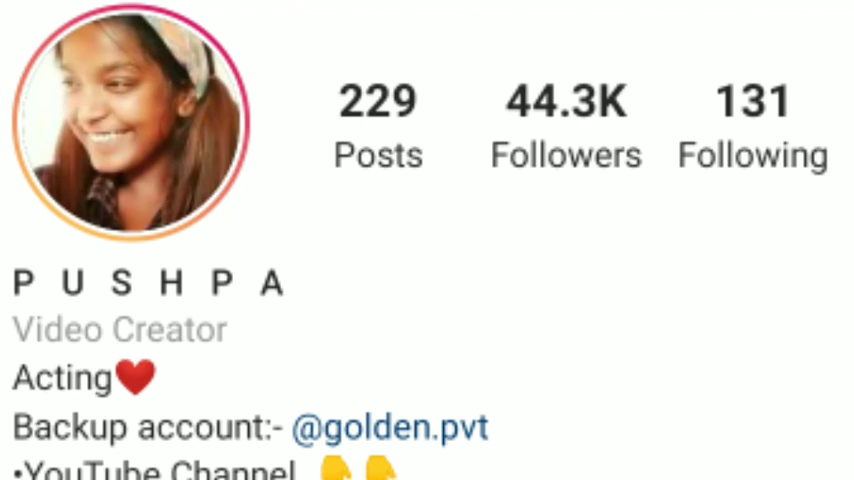 229 44.3K 131
Posts Followers Following
P U S H P A
Video Creator
Acting❤️
Backup account:- @golden.pvt
•YouTube Channel 👇👇